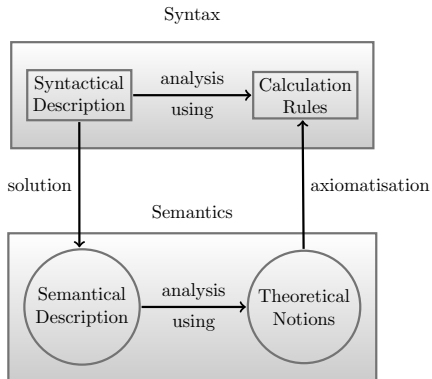 Syntax
Syntactical
Description
analysis
using
Calculation
Rules
solution
axiomatisation
Semantics
Semantical
Description
analysis
using
Theoretical
Notions